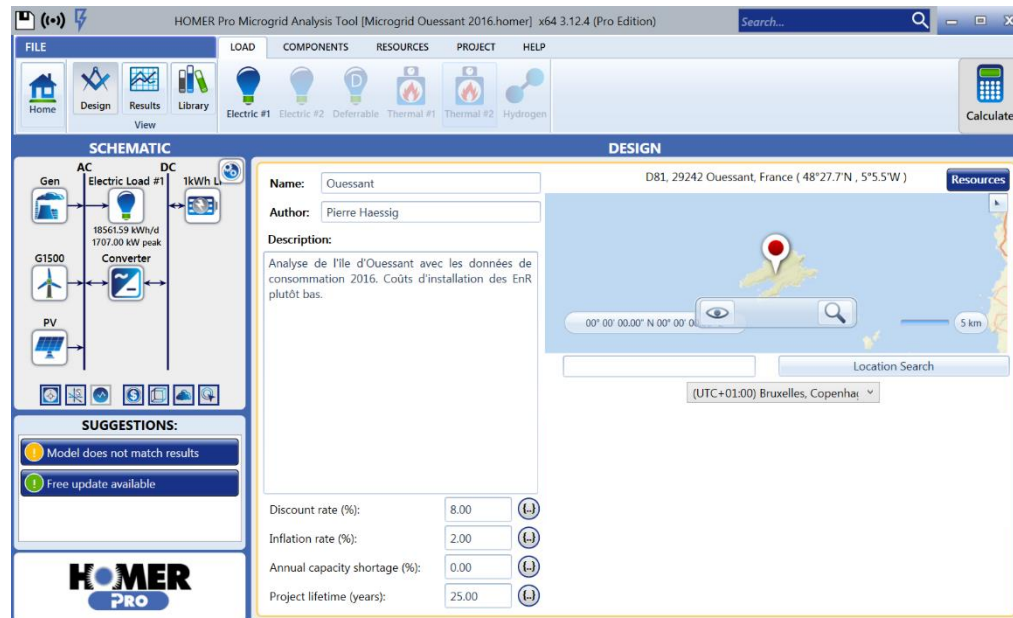 HOMER Pro Microgrid Analysis Tool [Microgrid Ouessant 2016.homer] x64 3.12.4 (Pro Edition)
Search...
FILE
LOAD COMPONENTS RESOURCES PROJECT HELP
Home
Design
Results
Library
View
Electric #1
Electric #2
Deferrable
Thermal #1
Thermal #2
Hydrogen
Calculate
SCHEMATIC
AC DC
Gen
Electric Load #1
1kWh
18561.59 kWh/d
1707.00 kW peak
G1500
Converter
PV
SUGGESTIONS:
Model does not match results
Free update available
HOMER
PRO
DESIGN
Name: Ouessant
Author: Pierre Haessig
Description:
Analyse de l'île d'Ouessant avec les données de
consommation 2016. Coûts d'installation des EnR
plutôt bas.
Discount rate (%): 8.00 {..}
Inflation rate (%): 2.00 {..}
Annual capacity shortage (%): 0.00 {..}
Project lifetime (years): 25.00 {..}
D81, 29242 Ouessant, France ( 48°27.7'N , 5°5.5'W )
Resources
00° 00' 00.00" N 00° 00'
5 km
Location Search
(UTC+01:00) Bruxelles, Copenhag